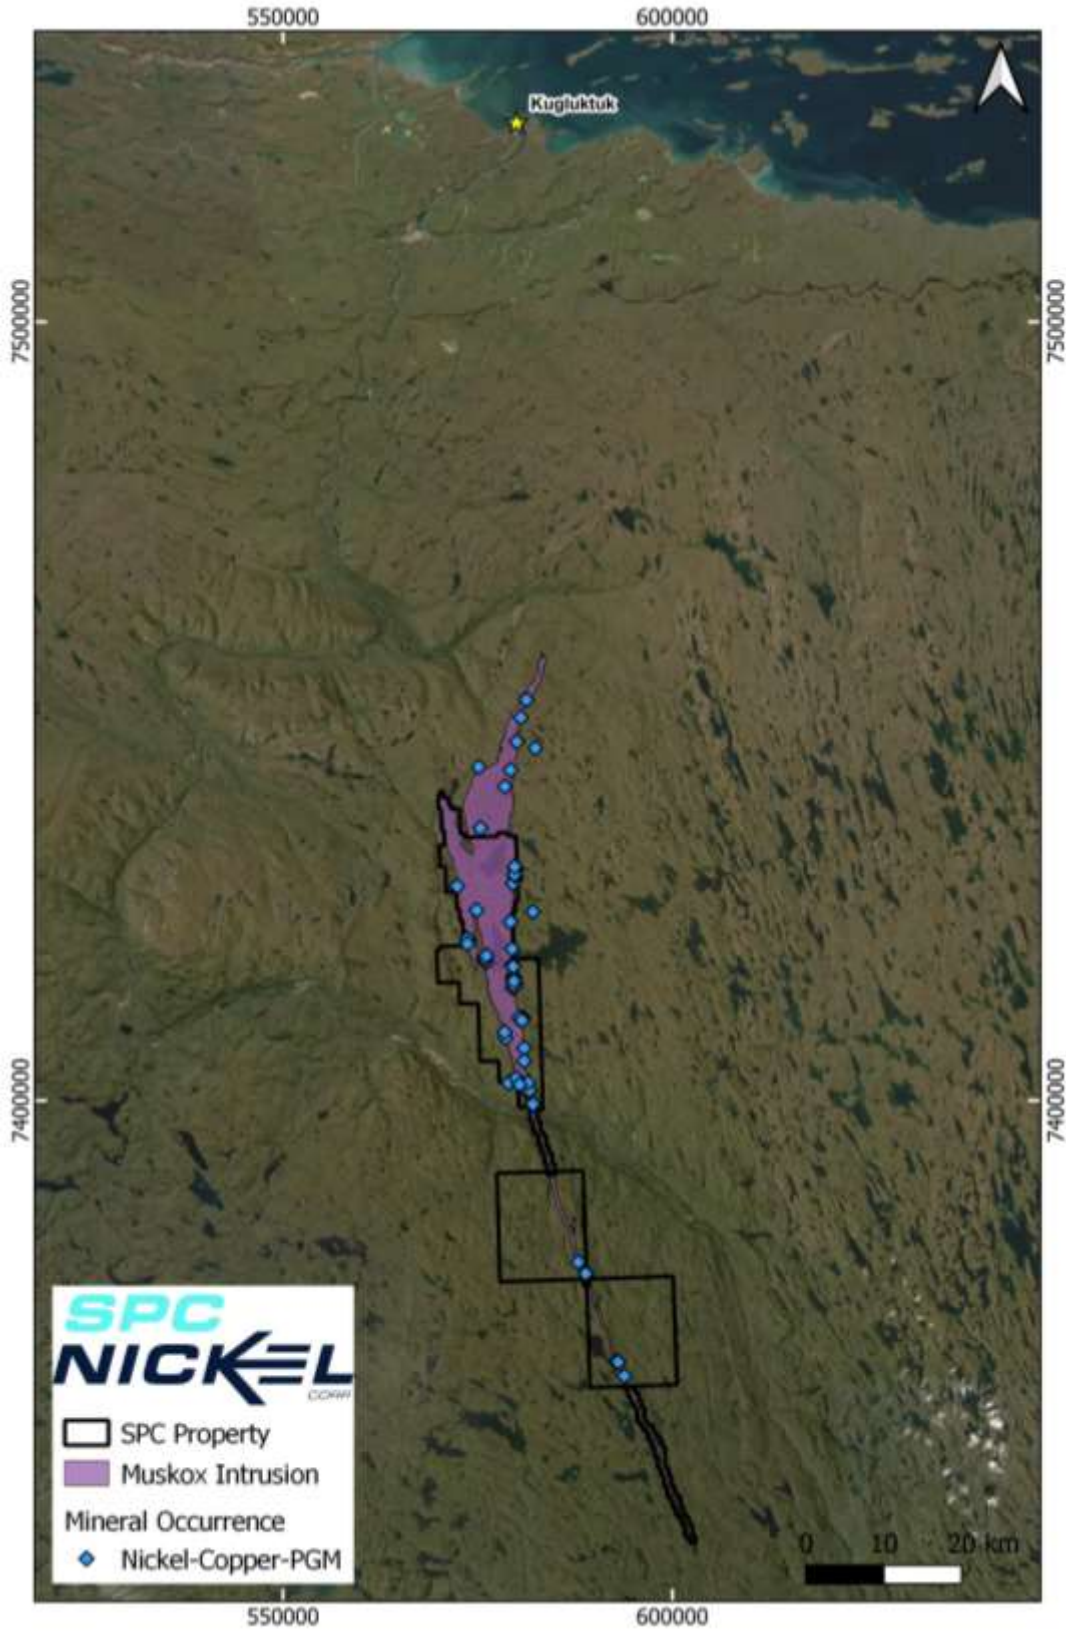 550000
600000
Kugluktuk
7500000
7500000
7400000
7400000
SPC
NICKEL
CORP
SPC Property
Muskox Intrusion
Mineral Occurrence
Nickel-Copper-PGM
0 10 20 km
550000
600000